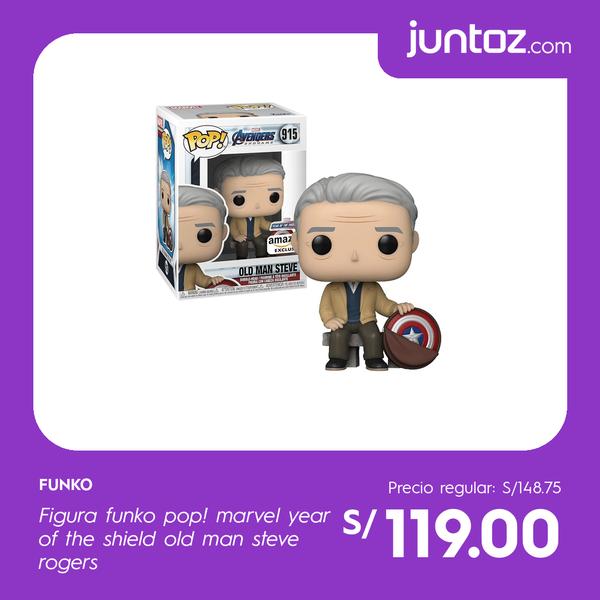 juntoz.com
POP!
MARVEL
AVENGERS
ENDGAME
915
amaz
EXCLUS
OLD MAN STEVE
FUNKO
Precio regular: S/148.75
Figura funko pop! marvel year
of the shield old man steve
rogers
S/119.00